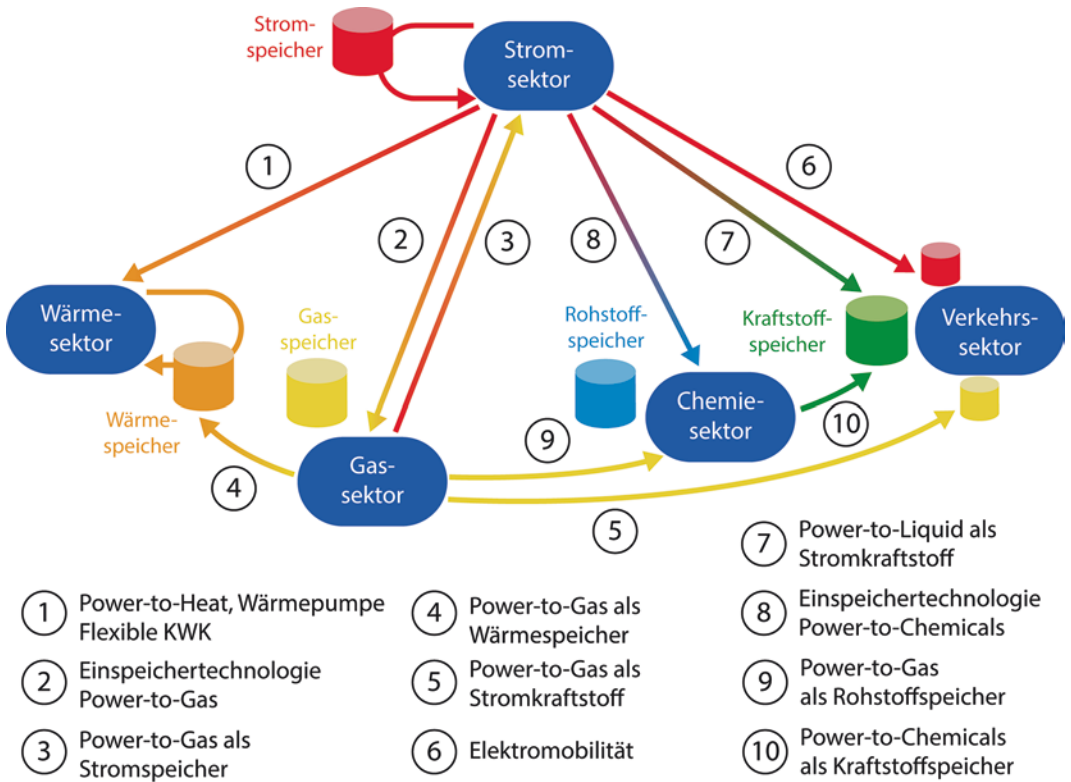 Strom-
speicher
Strom-
sektor
1
2
3
8
7
6
Wärme-
sektor
Gas-
speicher
Rohstoff-
speicher
Kraftstoff-
speicher
Verkehrs-
sektor
Wärme-
speicher
Chemie-
sektor
4
Gas-
sektor
9
10
5
1 Power-to-Heat, Wärmepumpe
Flexible KWK
2 Einspeichertechnologie
Power-to-Gas
3 Power-to-Gas als
Stromspeicher
4 Power-to-Gas als
Wärmespeicher
5 Power-to-Gas als
Stromkraftstoff
6 Elektromobilität
7 Power-to-Liquid als
Stromkraftstoff
8 Einspeichertechnologie
Power-to-Chemicals
9 Power-to-Gas
als Rohstoffspeicher
10 Power-to-Chemicals
als Kraftstoffspeicher